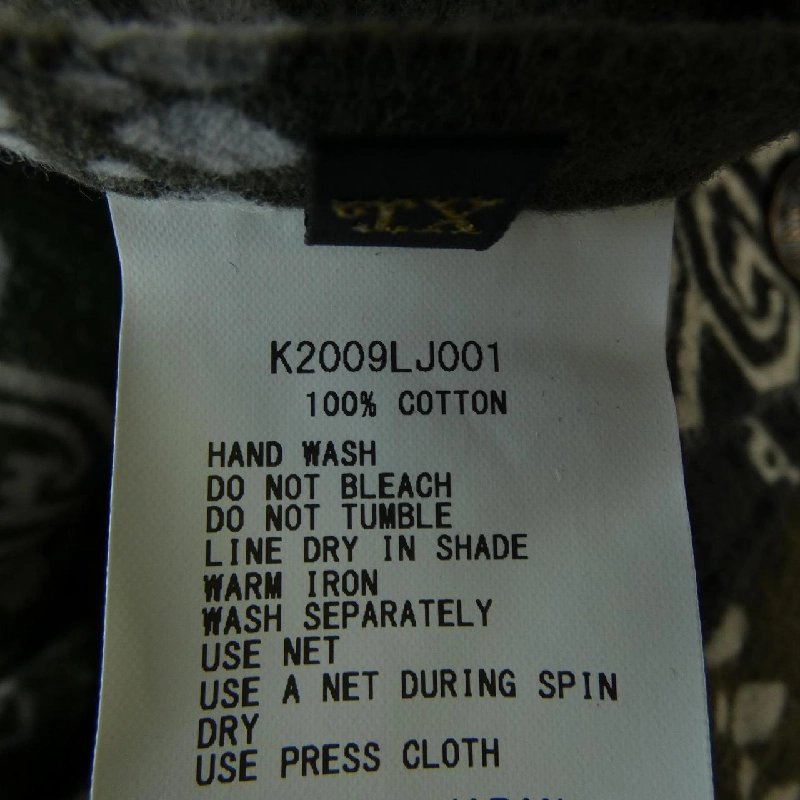 TX
K2009LJ001
100% COTTON
HAND WASH
DO NOT BLEACH
DO NOT TUMBLE
LINE DRY IN SHADE
WARM IRON
WASH SEPARATELY
USE NET
USE A NET DURING SPIN
DRY
USE PRESS CLOTH